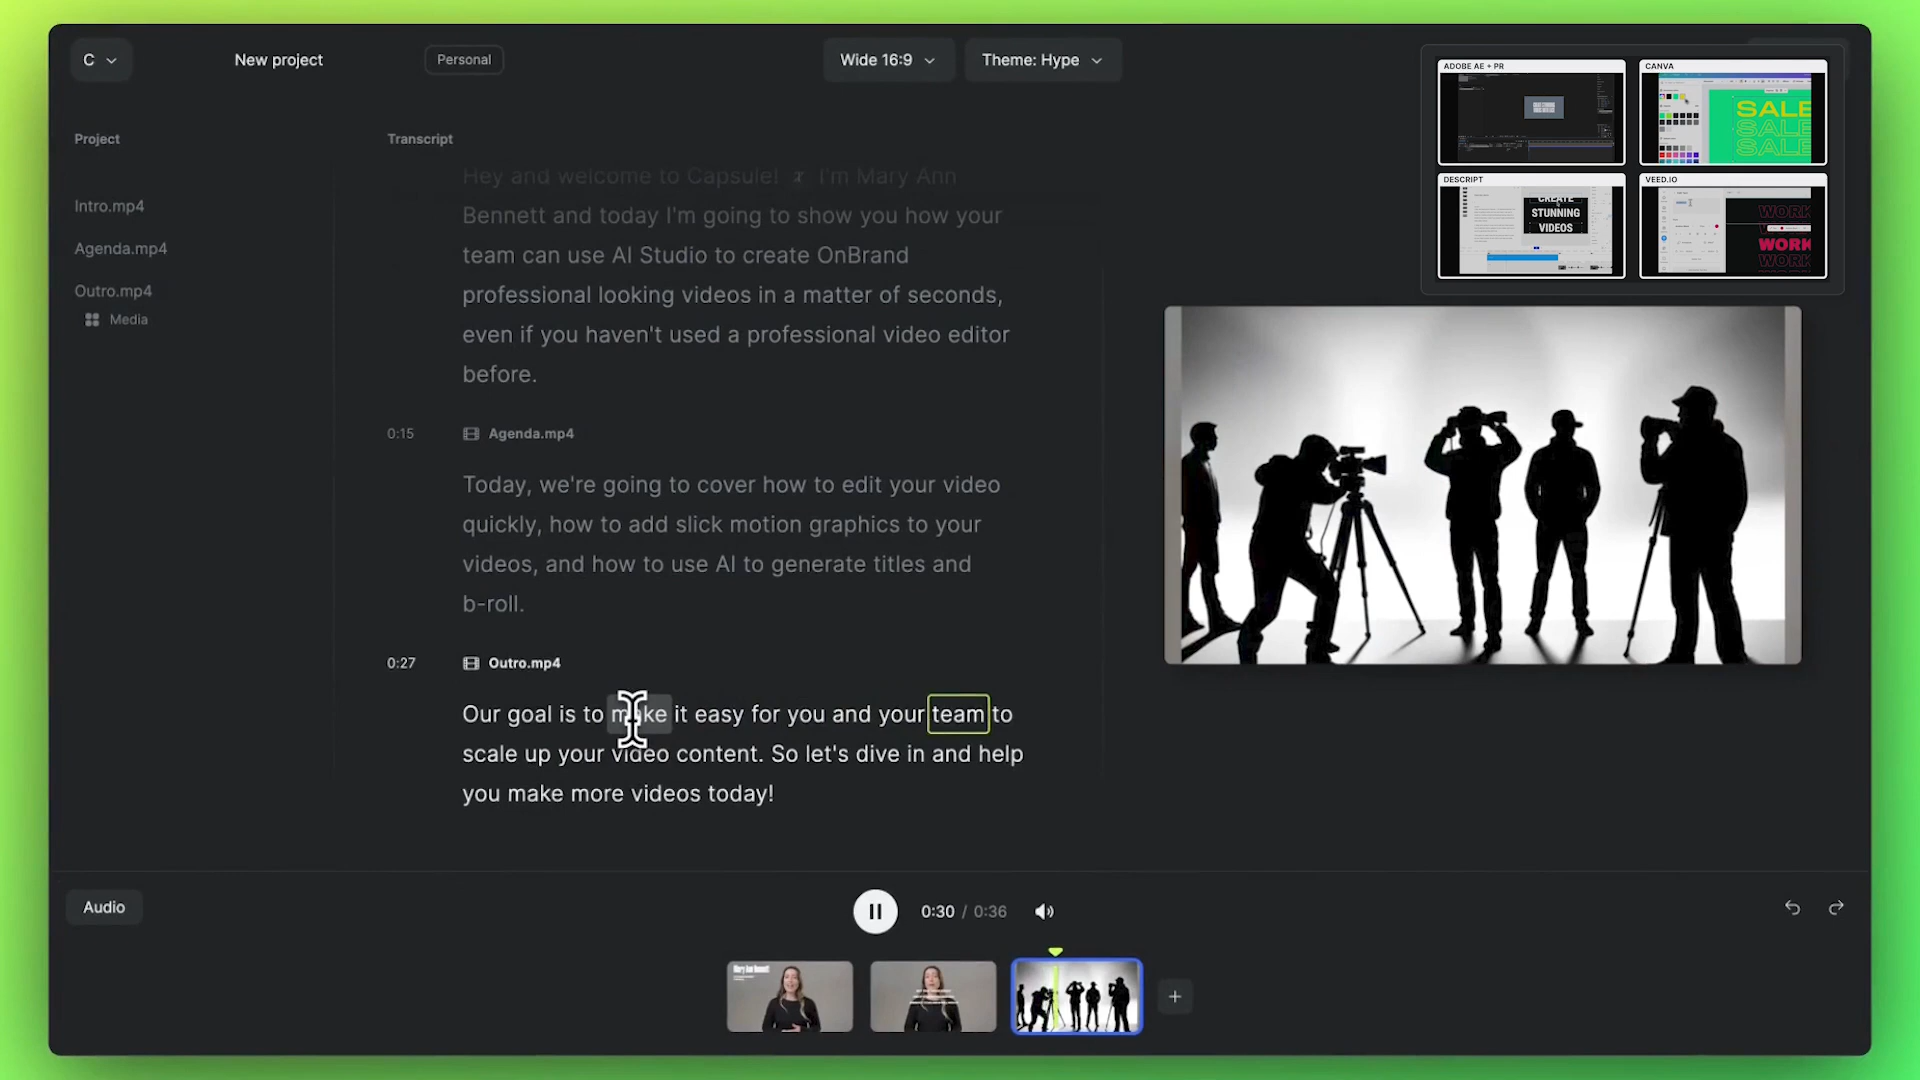 C
New project
Personal
Wide 16:9
Theme: Hype
ADOBE AE + PR
CANVA
SALE
SALE
SALE
DESCRIPT
CREATE
STUNNING
VIDEOS
VEED.IO
WORK
WORK
WORK
Project
Intro.mp4
Agenda.mp4
Outro.mp4
Media
Transcript
Hey and welcome to Capsule! I'm Mary Ann
Bennett and today I'm going to show you how your
team can use AI Studio to create OnBrand
professional looking videos in a matter of seconds,
even if you haven't used a professional video editor
before.
0:15 Agenda.mp4
Today, we're going to cover how to edit your video
quickly, how to add slick motion graphics to your
videos, and how to use AI to generate titles and
b-roll.
0:27 Outro.mp4
Our goal is to make it easy for you and your team to
scale up your video content. So let's dive in and help
you make more videos today!
Audio
0:30 / 0:36
Mary Ann Bennett